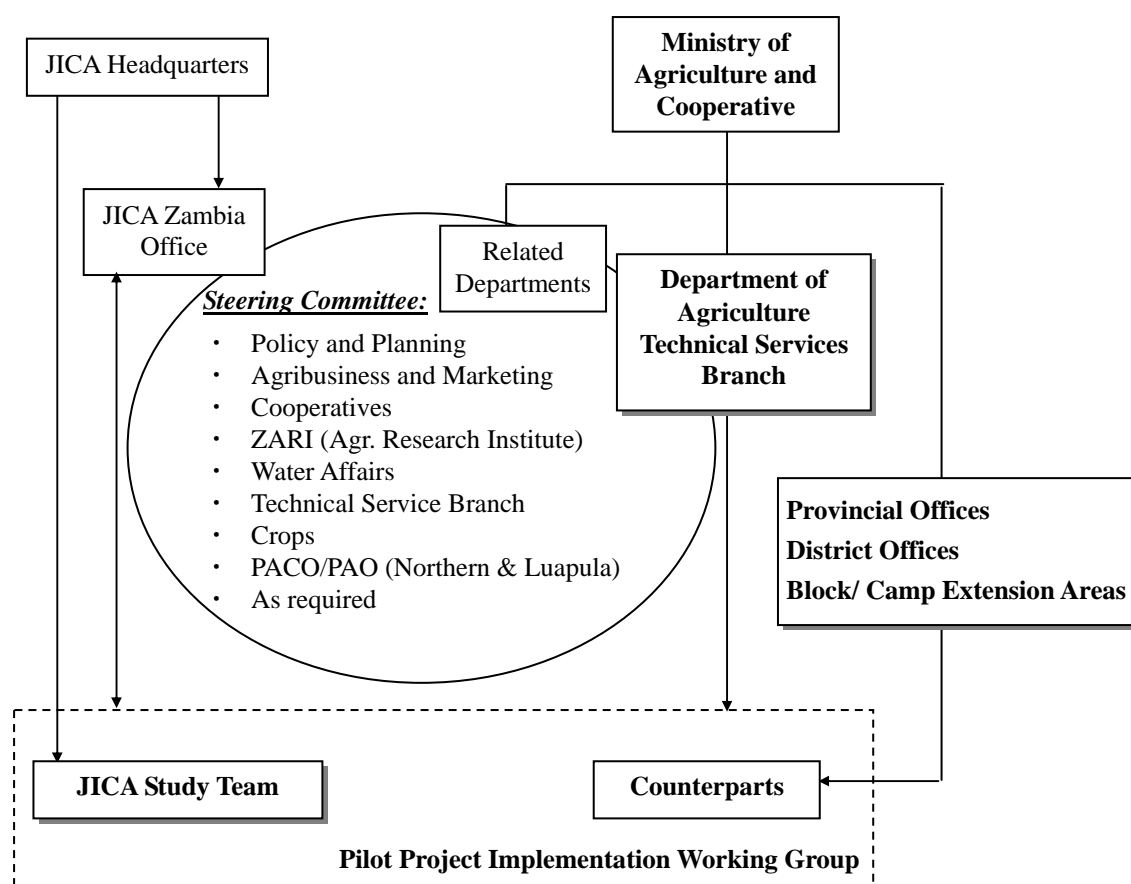 JICA Headquarters
Ministry of
Agriculture and
Cooperative
JICA Zambia
Office
Related
Departments
Department of
Agriculture
Technical Services
Branch
Steering Committee:
・ Policy and Planning
・ Agribusiness and Marketing
・ Cooperatives
・ ZARI (Agr. Research Institute)
・ Water Affairs
・ Technical Service Branch
・ Crops
・ PACO/PAO (Northern & Luapula)
・ As required
Provincial Offices
District Offices
Block/ Camp Extension Areas
JICA Study Team
Counterparts
Pilot Project Implementation Working Group